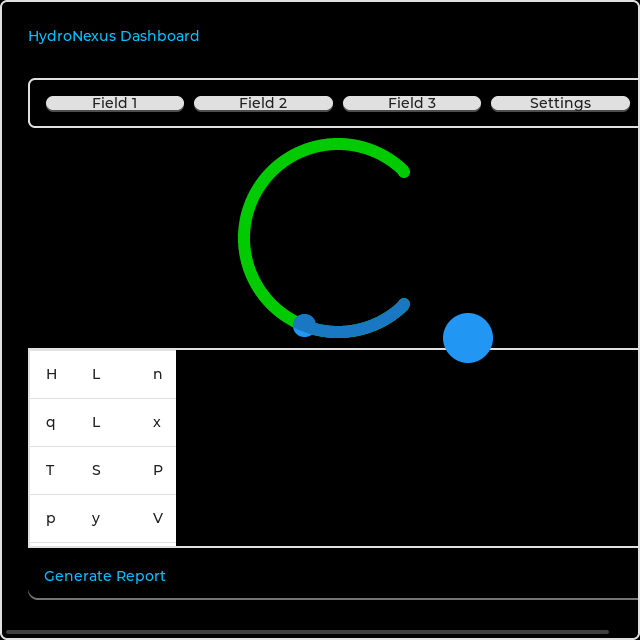 HydroNexus Dashboard
Field 1 Field 2 Field 3 Settings
H L n
q L x
T S P
p y V
Generate Report